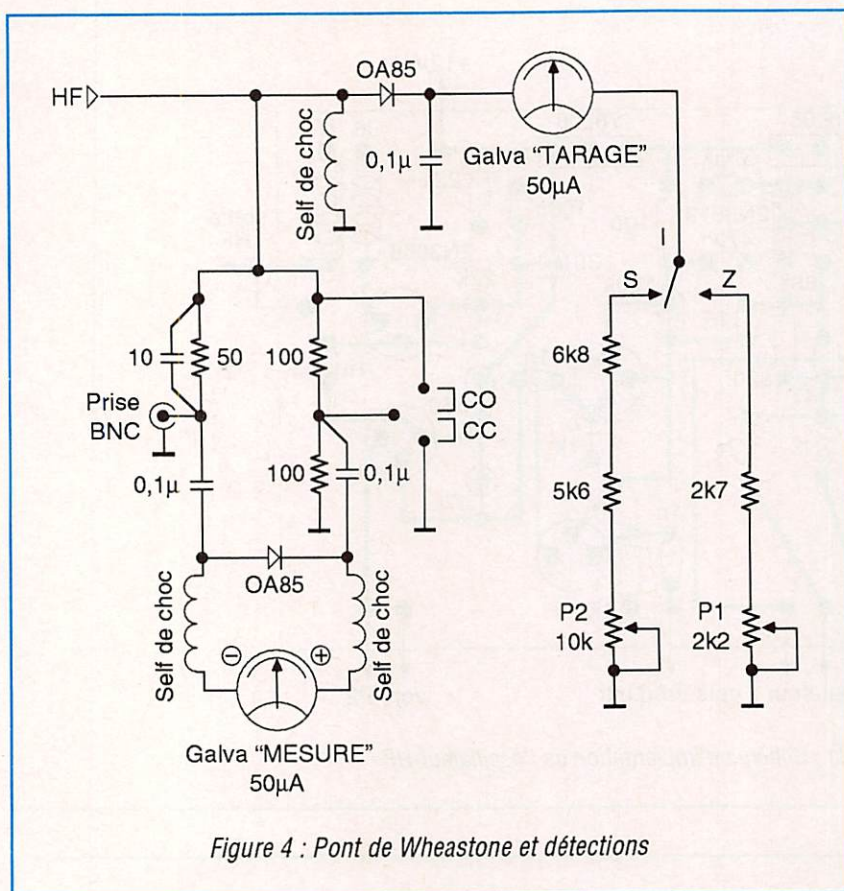 HF
OA85
Self de choc
0,1µ
Galva "TARAGE"
50µA
I
S
Z
10
50
100
6k8
CO
CC
Prise
BNC
0,1µ
100
0,1µ
5k6
2k7
OA85
Self de choc
Self de choc
P2
10k
P1
2k2
Galva "MESURE"
50µA
Figure 4 : Pont de Wheastone et détections